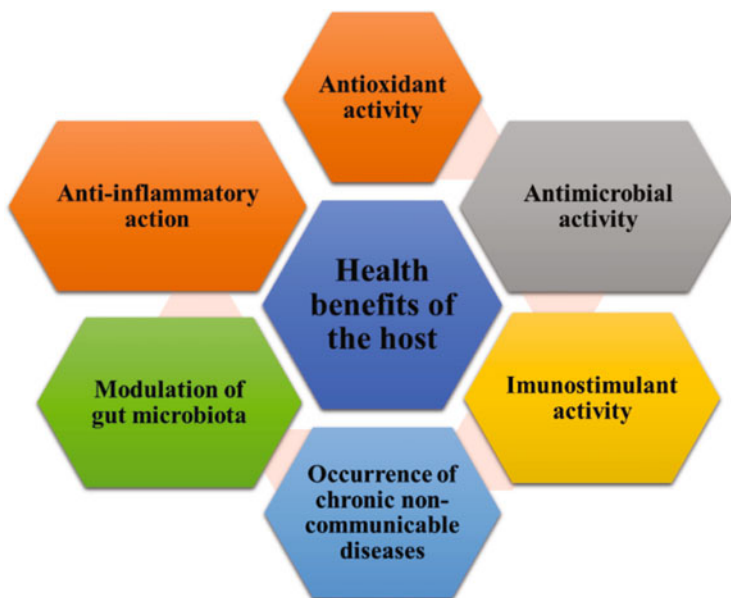 Antioxidant
activity
Anti-inflammatory
action
Antimicrobial
activity
Health
benefits of
the host
Modulation of
gut microbiota
Imunostimulant
activity
Occurrence of
chronic non-
communicable
diseases